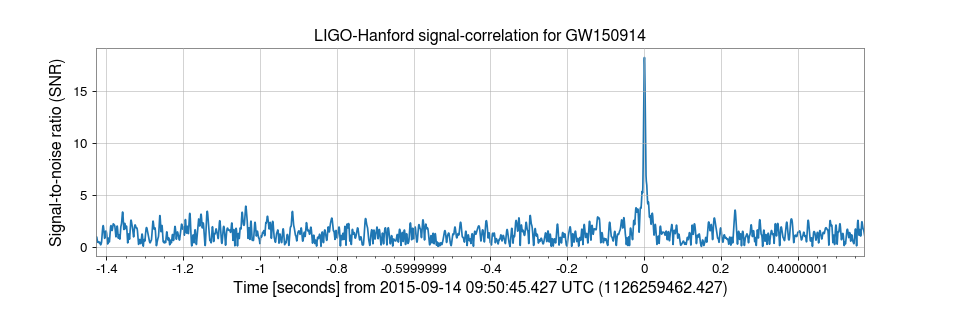 LIGO-Hanford signal-correlation for GW150914
Signal-to-noise ratio (SNR)
15
10
5
0
-1.4 -1.2 -1 -0.8 -0.5999999 -0.4 -0.2 0 0.2 0.4000001
Time [seconds] from 2015-09-14 09:50:45.427 UTC (1126259462.427)